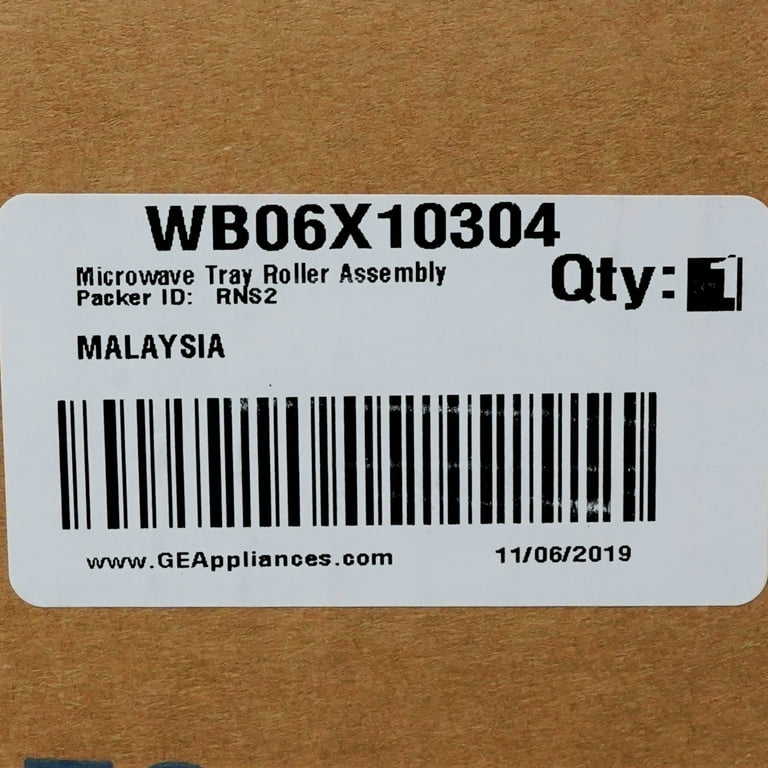 WB06X10304
Microwave Tray Roller Assembly
Qty: 1
Packer ID: RNS2
MALAYSIA
www.GEAppliances.com 11/06/2019